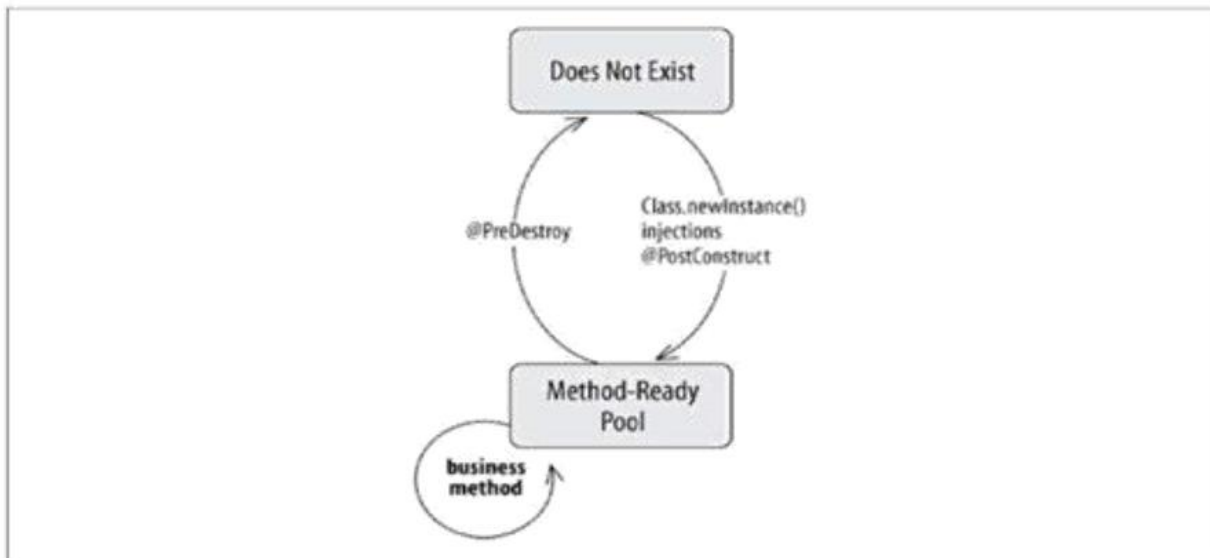 Does Not Exist
@PreDestroy
Class.newInstance()
injections
@PostConstruct
Method-Ready
Pool
business
method